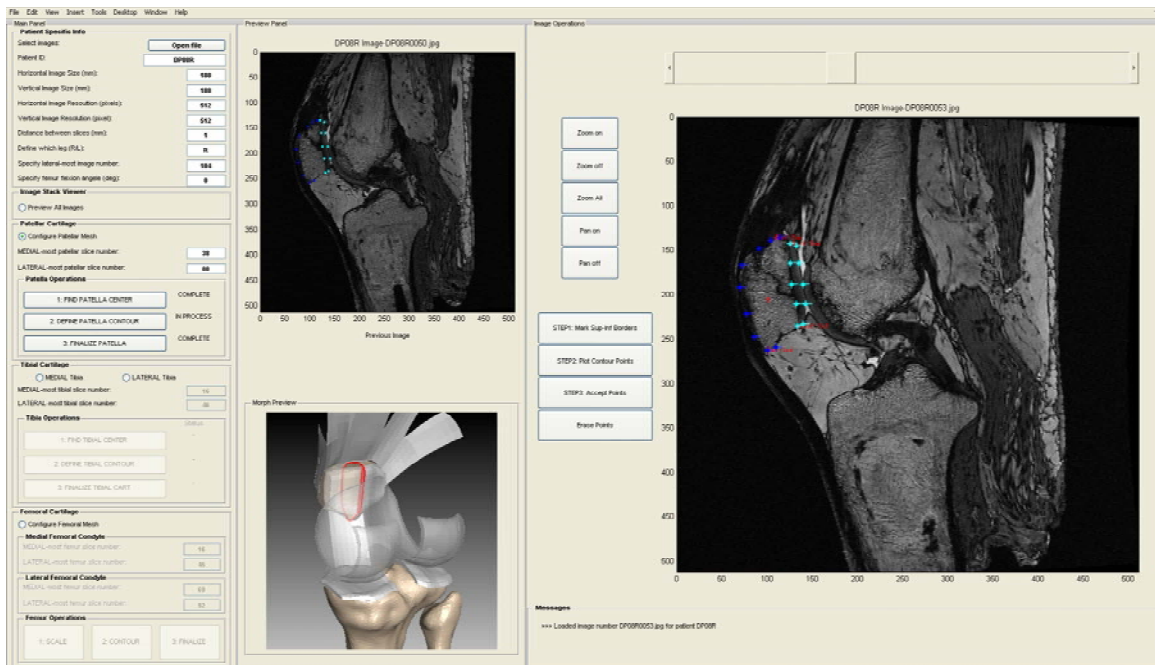 File Edit View Insert Tools Desktop Window Help
Main Panel
Patient Specific Info
Select images: Open file
Patient ID: DP08R
Horizontal Image Size (mm): 180
Vertical Image Size (mm): 180
Horizontal Image Resoution (pixels): 512
Vertical Image Resolution (pixel): 512
Distance between slices (mm): 1
Define which leg (R/L): R
Specify lateral-most image number: 104
Specify femur flexion angele (deg): 0
Image Stack Viewer
Preview All Images
Patellar Cartilage
Configure Patellar Mesh
MEDIAL-most patellar slice number:
LATERAL-most patellar slice number:
Patella Operations
1: FIND PATELLA CENTER COMPLETE
2: DEFINE PATELLA CONTOUR IN PROCESS
3: FINALIZE PATELLA COMPLETE
Tibial Cartilage
MEDIAL Tibia LATERAL Tibia
MEDIAL-most tibial slice number:
LATERAL-most tibial slice number:
Tibia Operations Status
1: FIND TIBIAL CENTER
2: DEFINE TIBIAL CONTOUR
3: FINALIZE TIBIAL CART
Femoral Cartilage
Configure Femoral Mesh
Medial Femoral Condyle
MEDIAL-most femur slice number:
LATERAL-most femur slice number:
Lateral Femoral Condyle
MEDIAL-most femur slice number:
LATERAL-most femur slice number:
Femur Operations
1: SCALE 2: CONTOUR 3: FINALIZE
Preview Panel
DP08R Image-DP08R0050.jpg
0
50
100
150
200
250
300
350
400
450
500
0 50 100 150 200 250 300 350 400 450 500
Previous Image
Morph Preview
Image Operations
Zoom on
Zoom off
Zoom All
Pan on
Pan off
STEP1: Mark Sup-Inf Borders
STEP2: Plot Contour Points
STEP3: Accept Points
Erase Points
DP08R Image-DP08R0053.jpg
0
50
100
150
200
250
300
350
400
450
500
0 50 100 150 200 250 300 350 400 450 500
Messages
>>> Loaded image number DP08R0053.jpg for patient DP08R